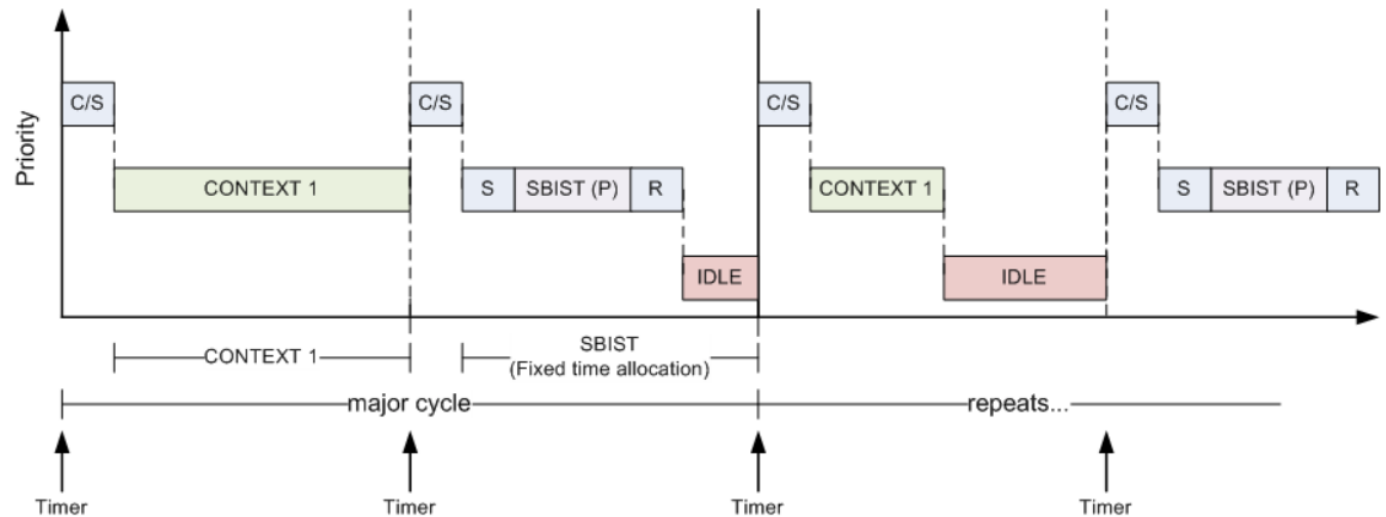 Priority
C/S
C/S
C/S
C/S
CONTEXT 1
S
SBIST (P)
R
CONTEXT 1
S
SBIST (P)
R
IDLE
IDLE
CONTEXT 1
SBIST
(Fixed time allocation)
major cycle
repeats...
Timer
Timer
Timer
Timer